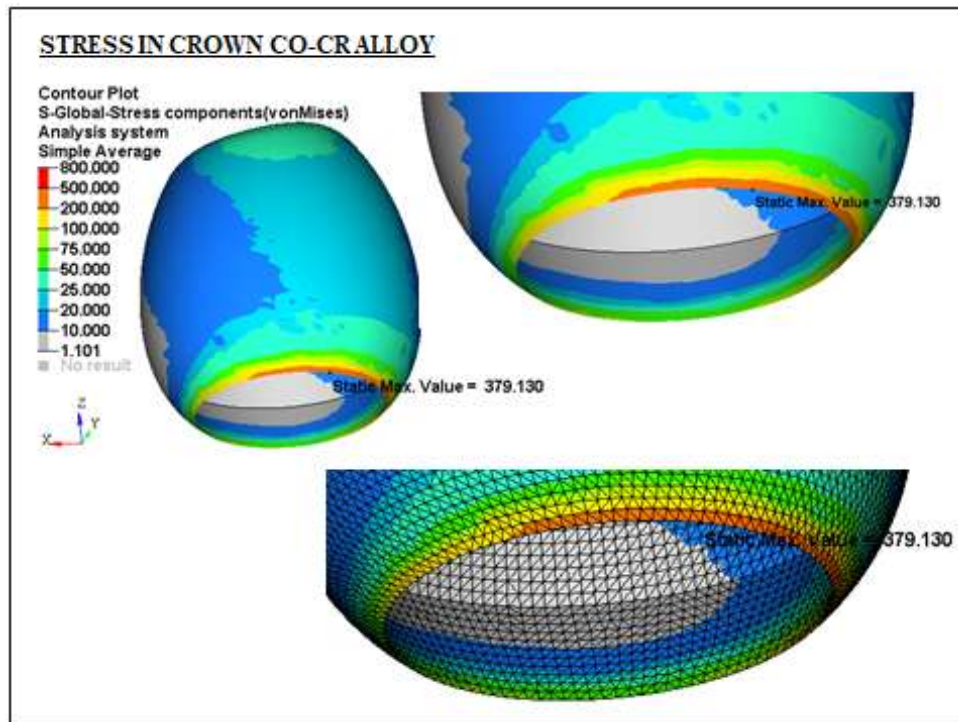 STRESS IN CROWN CO-CR ALLOY
Contour Plot
S-Global-Stress components(vonMises)
Analysis system
Simple Average
800.000
500.000
200.000
100.000
75.000
50.000
25.000
20.000
10.000
1.101
No result
Static Max. Value = 379.130
Static Max. Value = 379.130
Z
Y
X
Static Max. Value = 379.130